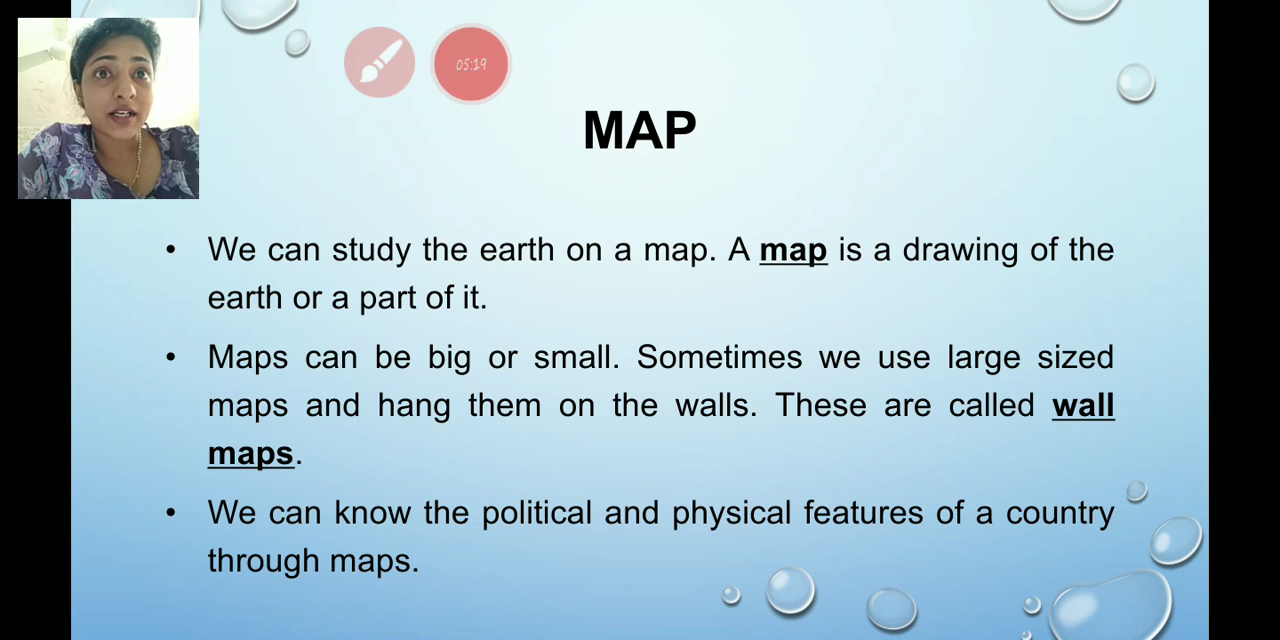 05:19
MAP
• We can study the earth on a map. A map is a drawing of the
earth or a part of it.
• Maps can be big or small. Sometimes we use large sized
maps and hang them on the walls. These are called wall
maps.
• We can know the political and physical features of a country
through maps.